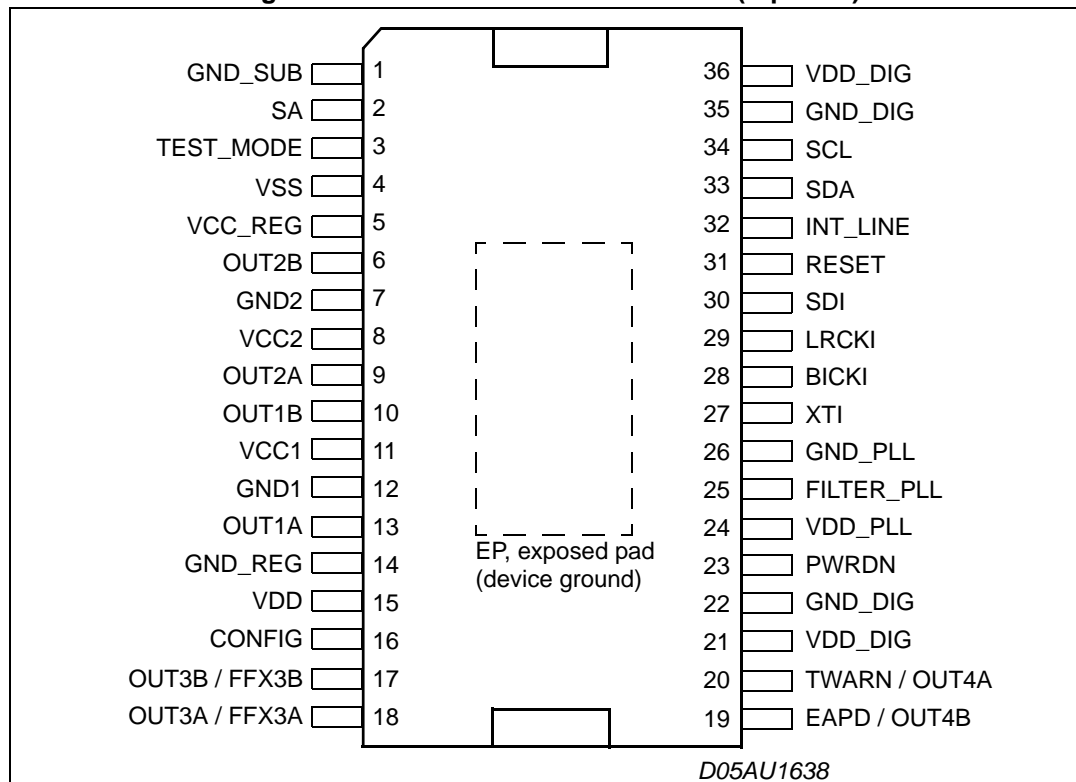 GND_SUB 1 36 VDD_DIG
SA 2 35 GND_DIG
TEST_MODE 3 34 SCL
VSS 4 33 SDA
VCC_REG 5 32 INT_LINE
OUT2B 6 31 RESET
GND2 7 30 SDI
VCC2 8 29 LRCKI
OUT2A 9 28 BICKI
OUT1B 10 27 XTI
VCC1 11 26 GND_PLL
GND1 12 25 FILTER_PLL
OUT1A 13 24 VDD_PLL
EP, exposed pad
(device ground)
GND_REG 14 23 PWRDN
VDD 15 22 GND_DIG
CONFIG 16 21 VDD_DIG
OUT3B / FFX3B 17 20 TWARN / OUT4A
OUT3A / FFX3A 18 19 EAPD / OUT4B
D05AU1638